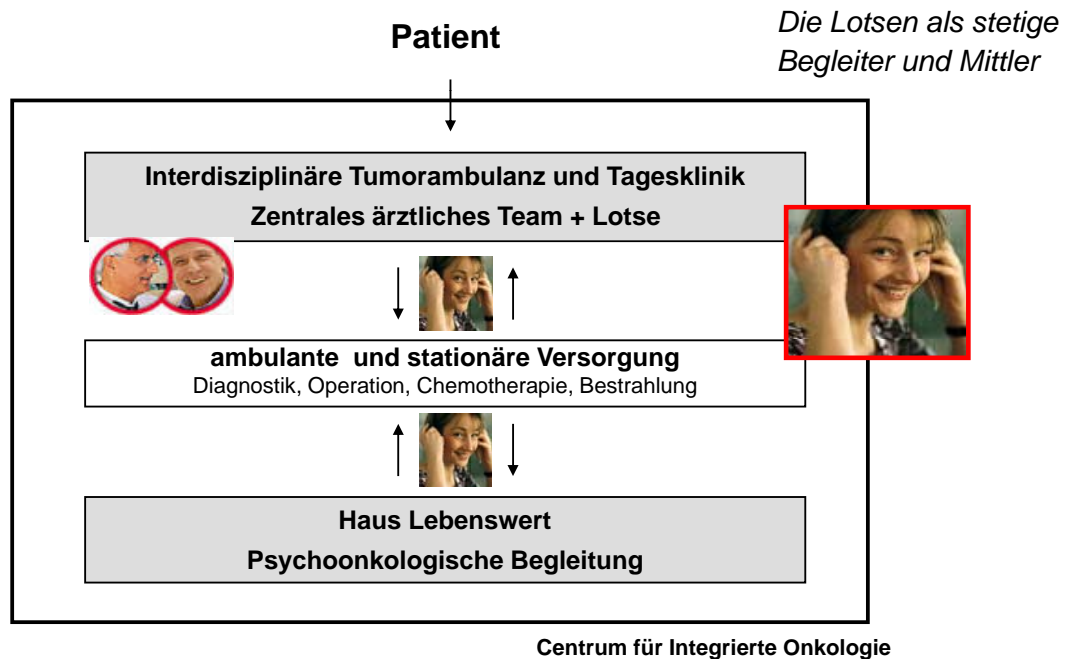 Die Lotsen als stetige
Begleiter und Mittler
Patient
Interdisziplinäre Tumorambulanz und Tagesklinik
Zentrales ärztliches Team + Lotse
ambulante und stationäre Versorgung
Diagnostik, Operation, Chemotherapie, Bestrahlung
Haus Lebenswert
Psychoonkologische Begleitung
Centrum für Integrierte Onkologie